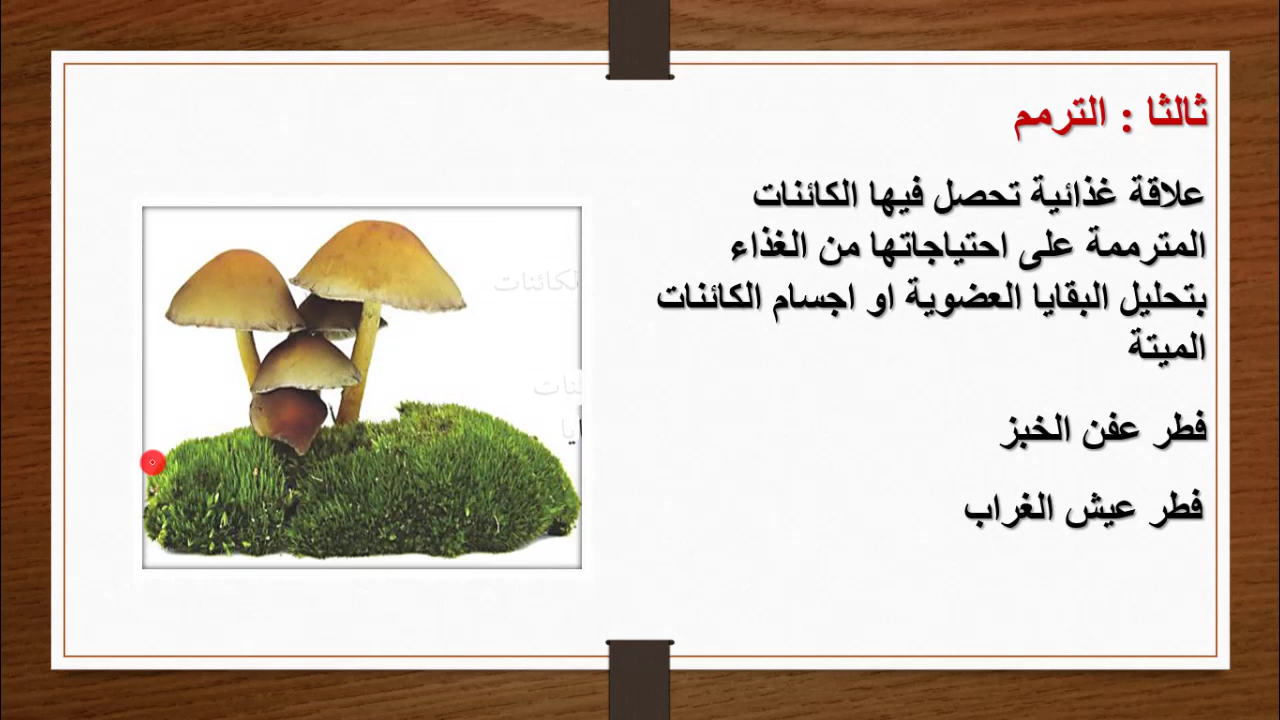 ثالثا : الترمم
علاقة غذائية تحصل فيها الكائنات
المترممة على احتياجاتها من الغذاء
بتحليل البقايا العضوية او اجسام الكائنات
الميتة
فطر عفن الخبز
فطر عيش الغراب
لكائنات